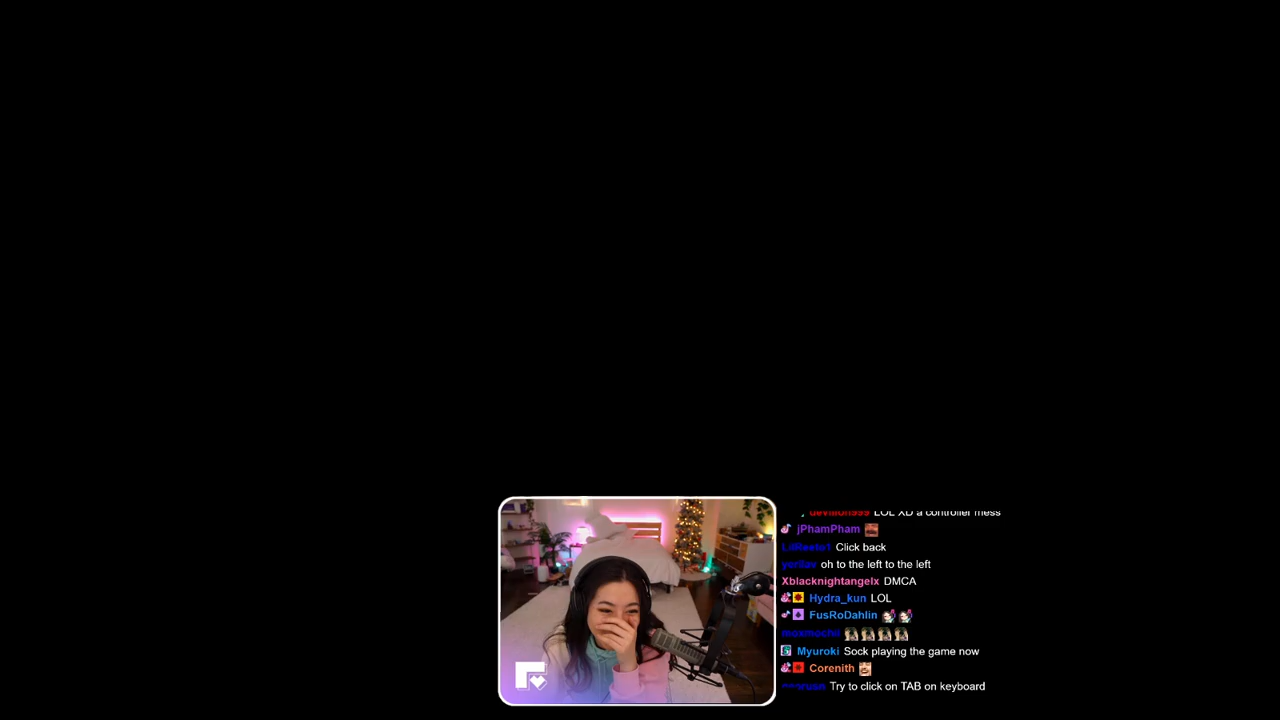 LOL XD a controller mess
jPhamPham
Click back
oh to the left to the left
Xblacknightangelx DMCA
Hydra_kun LOL
FusRoDahlin
Myuroki Sock playing the game now
Corenith
Try to click on TAB on keyboard